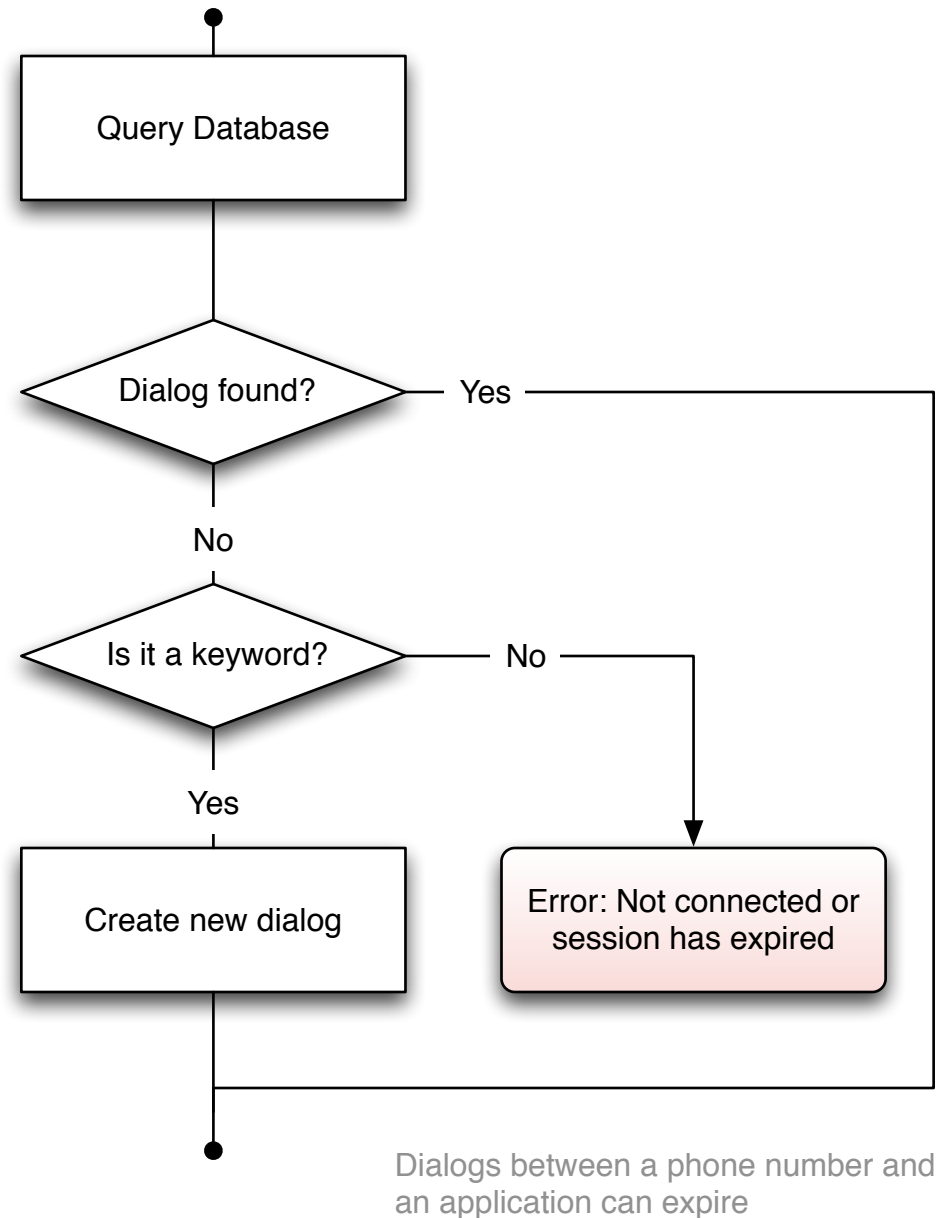 Query Database
Dialog found?
Yes
No
Is it a keyword?
No
Yes
Create new dialog
Error: Not connected or
session has expired
Dialogs between a phone number and
an application can expire